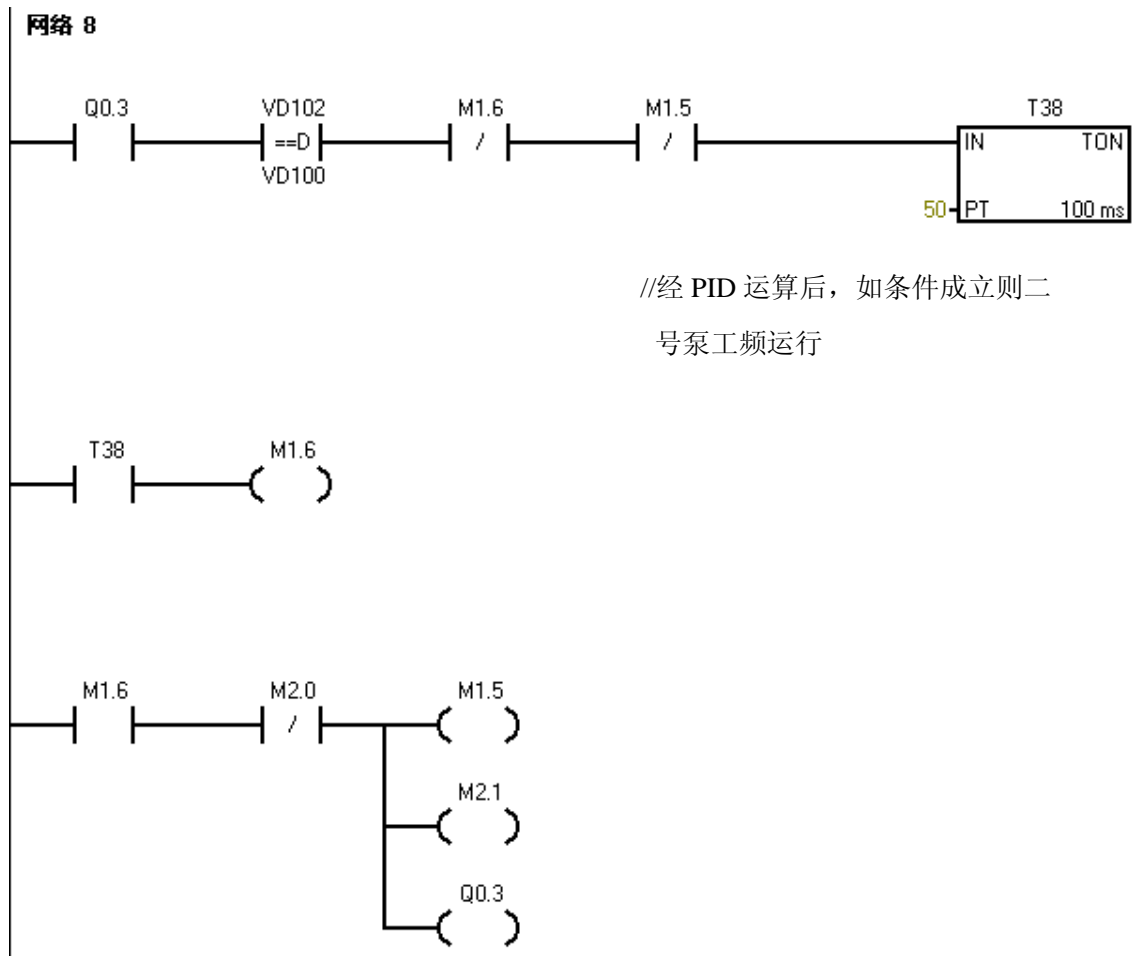 网络 8
Q0.3 VD102 M1.6 M1.5 T38
==D / / IN TON
VD100
50 PT 100 ms
//经 PID 运算后，如条件成立则二
号泵工频运行
T38 M1.6
M1.6 M2.0 M1.5
/
M2.1
Q0.3